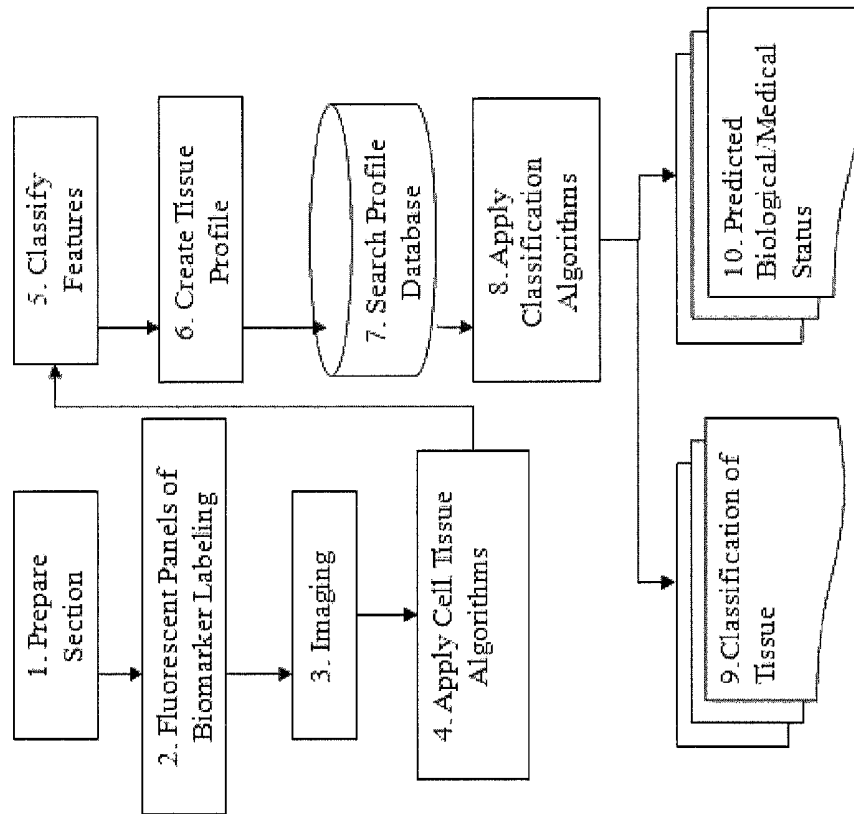 1. Prepare
Section
2. Fluorescent Panels of
Biomarker Labeling
3. Imaging
4. Apply Cell Tissue
Algorithms
5. Classify
Features
6. Create Tissue
Profile
7. Search Profile
Database
8. Apply
Classification
Algorithms
9.Classification of
Tissue
10. Predicted
Biological/Medical
Status